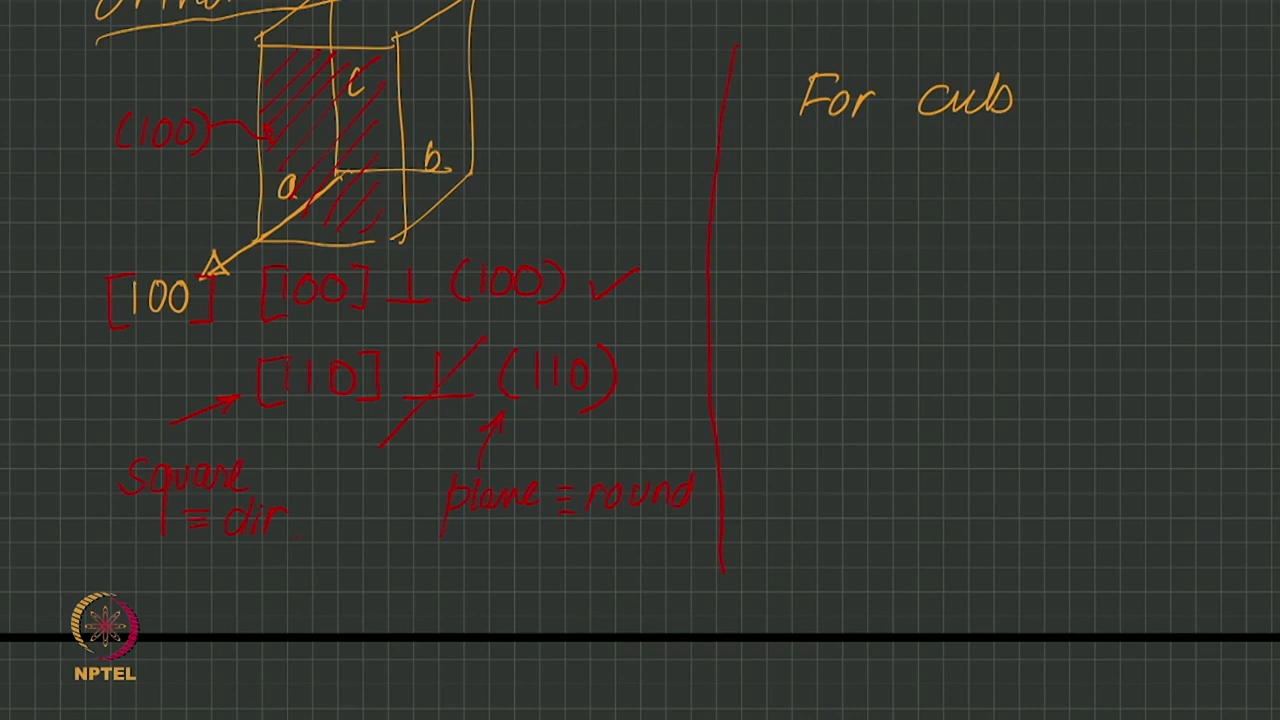 c
(100)
b
a
[100]
[100] ⊥ (100) ✓
[110] ⊥̸ (110)
square
≡ dir.
plane ≡ round
For cub
NPTEL